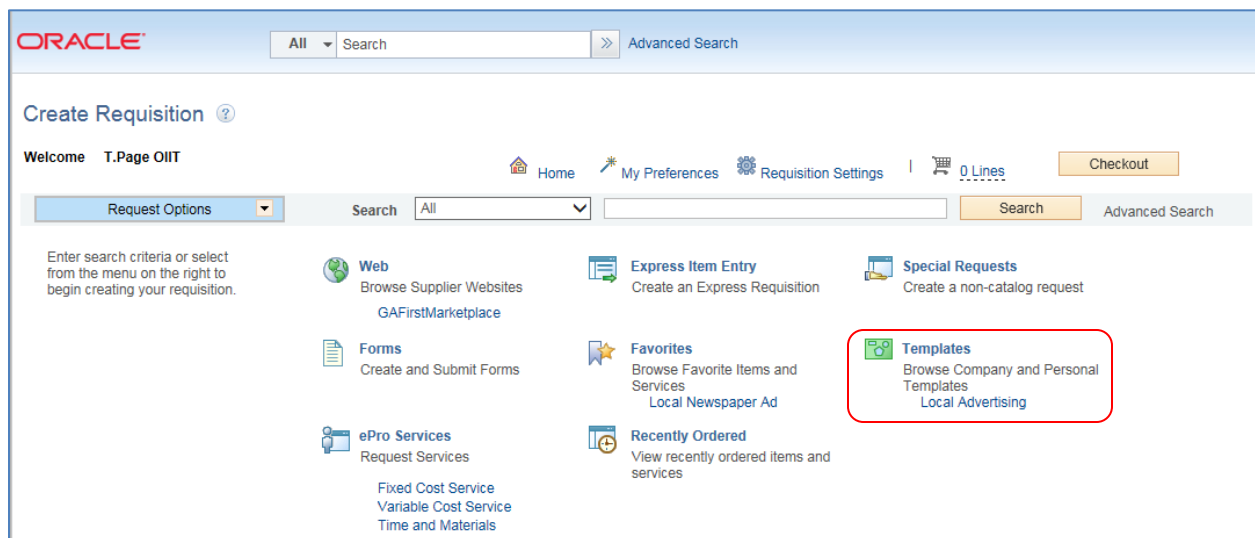 ORACLE
All Search Advanced Search
Create Requisition ?
Welcome T.Page OIIT
Home My Preferences Requisition Settings | 0 Lines Checkout
Request Options Search All Search Advanced Search
Enter search criteria or select
from the menu on the right to
begin creating your requisition.
Web
Browse Supplier Websites
GAFirstMarketplace
Express Item Entry
Create an Express Requisition
Special Requests
Create a non-catalog request
Forms
Create and Submit Forms
Favorites
Browse Favorite Items and
Services
Local Newspaper Ad
Templates
Browse Company and Personal
Templates
Local Advertising
ePro Services
Request Services
Fixed Cost Service
Variable Cost Service
Time and Materials
Recently Ordered
View recently ordered items and
services